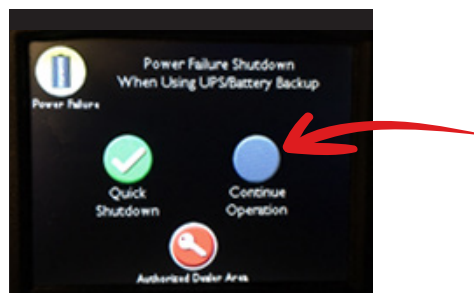 Power Failure Shutdown
When Using UPS/Battery Backup
Power Failure
Quick
Shutdown
Continue
Operation
Authorized Dealer Area